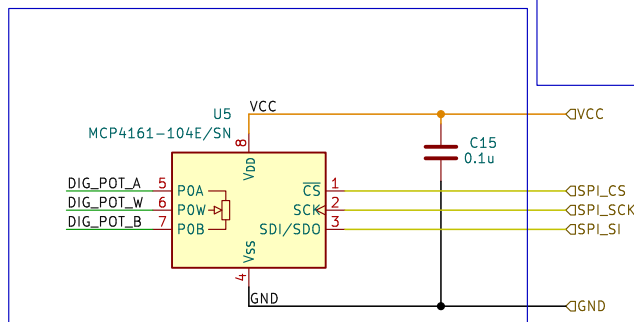 U5
MCP4161-104E/SN
VCC
VCC
8
VDD
C15
0.1u
DIG_POT_A 5 P0A
CS 1 SPI_CS
DIG_POT_W 6 P0W
SCK 2 SPI_SCK
DIG_POT_B 7 P0B
SDI/SDO 3 SPI_SI
VSS
4
GND
GND